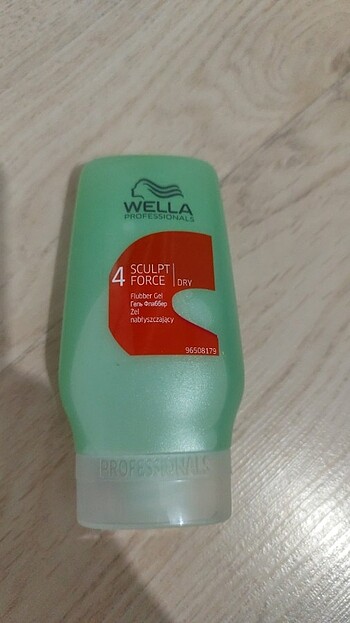 WELLA
PROFESSIONALS
4 SCULPT FORCE | DRY
Flubber Gel
Гель Флаббер
Żel
nabłyszczający
96508179
PROFESSIONALS